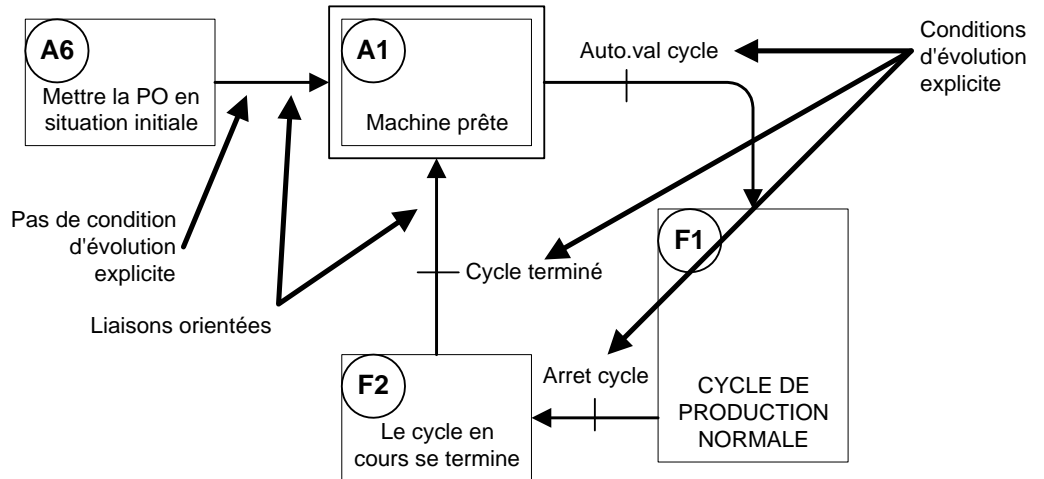 A6
Mettre la PO en
situation initiale
A1
Machine prête
Auto.val cycle
Conditions
d'évolution
explicite
Pas de condition
d'évolution
explicite
Liaisons orientées
Cycle terminé
F1
CYCLE DE
PRODUCTION
NORMALE
Arret cycle
F2
Le cycle en
cours se termine